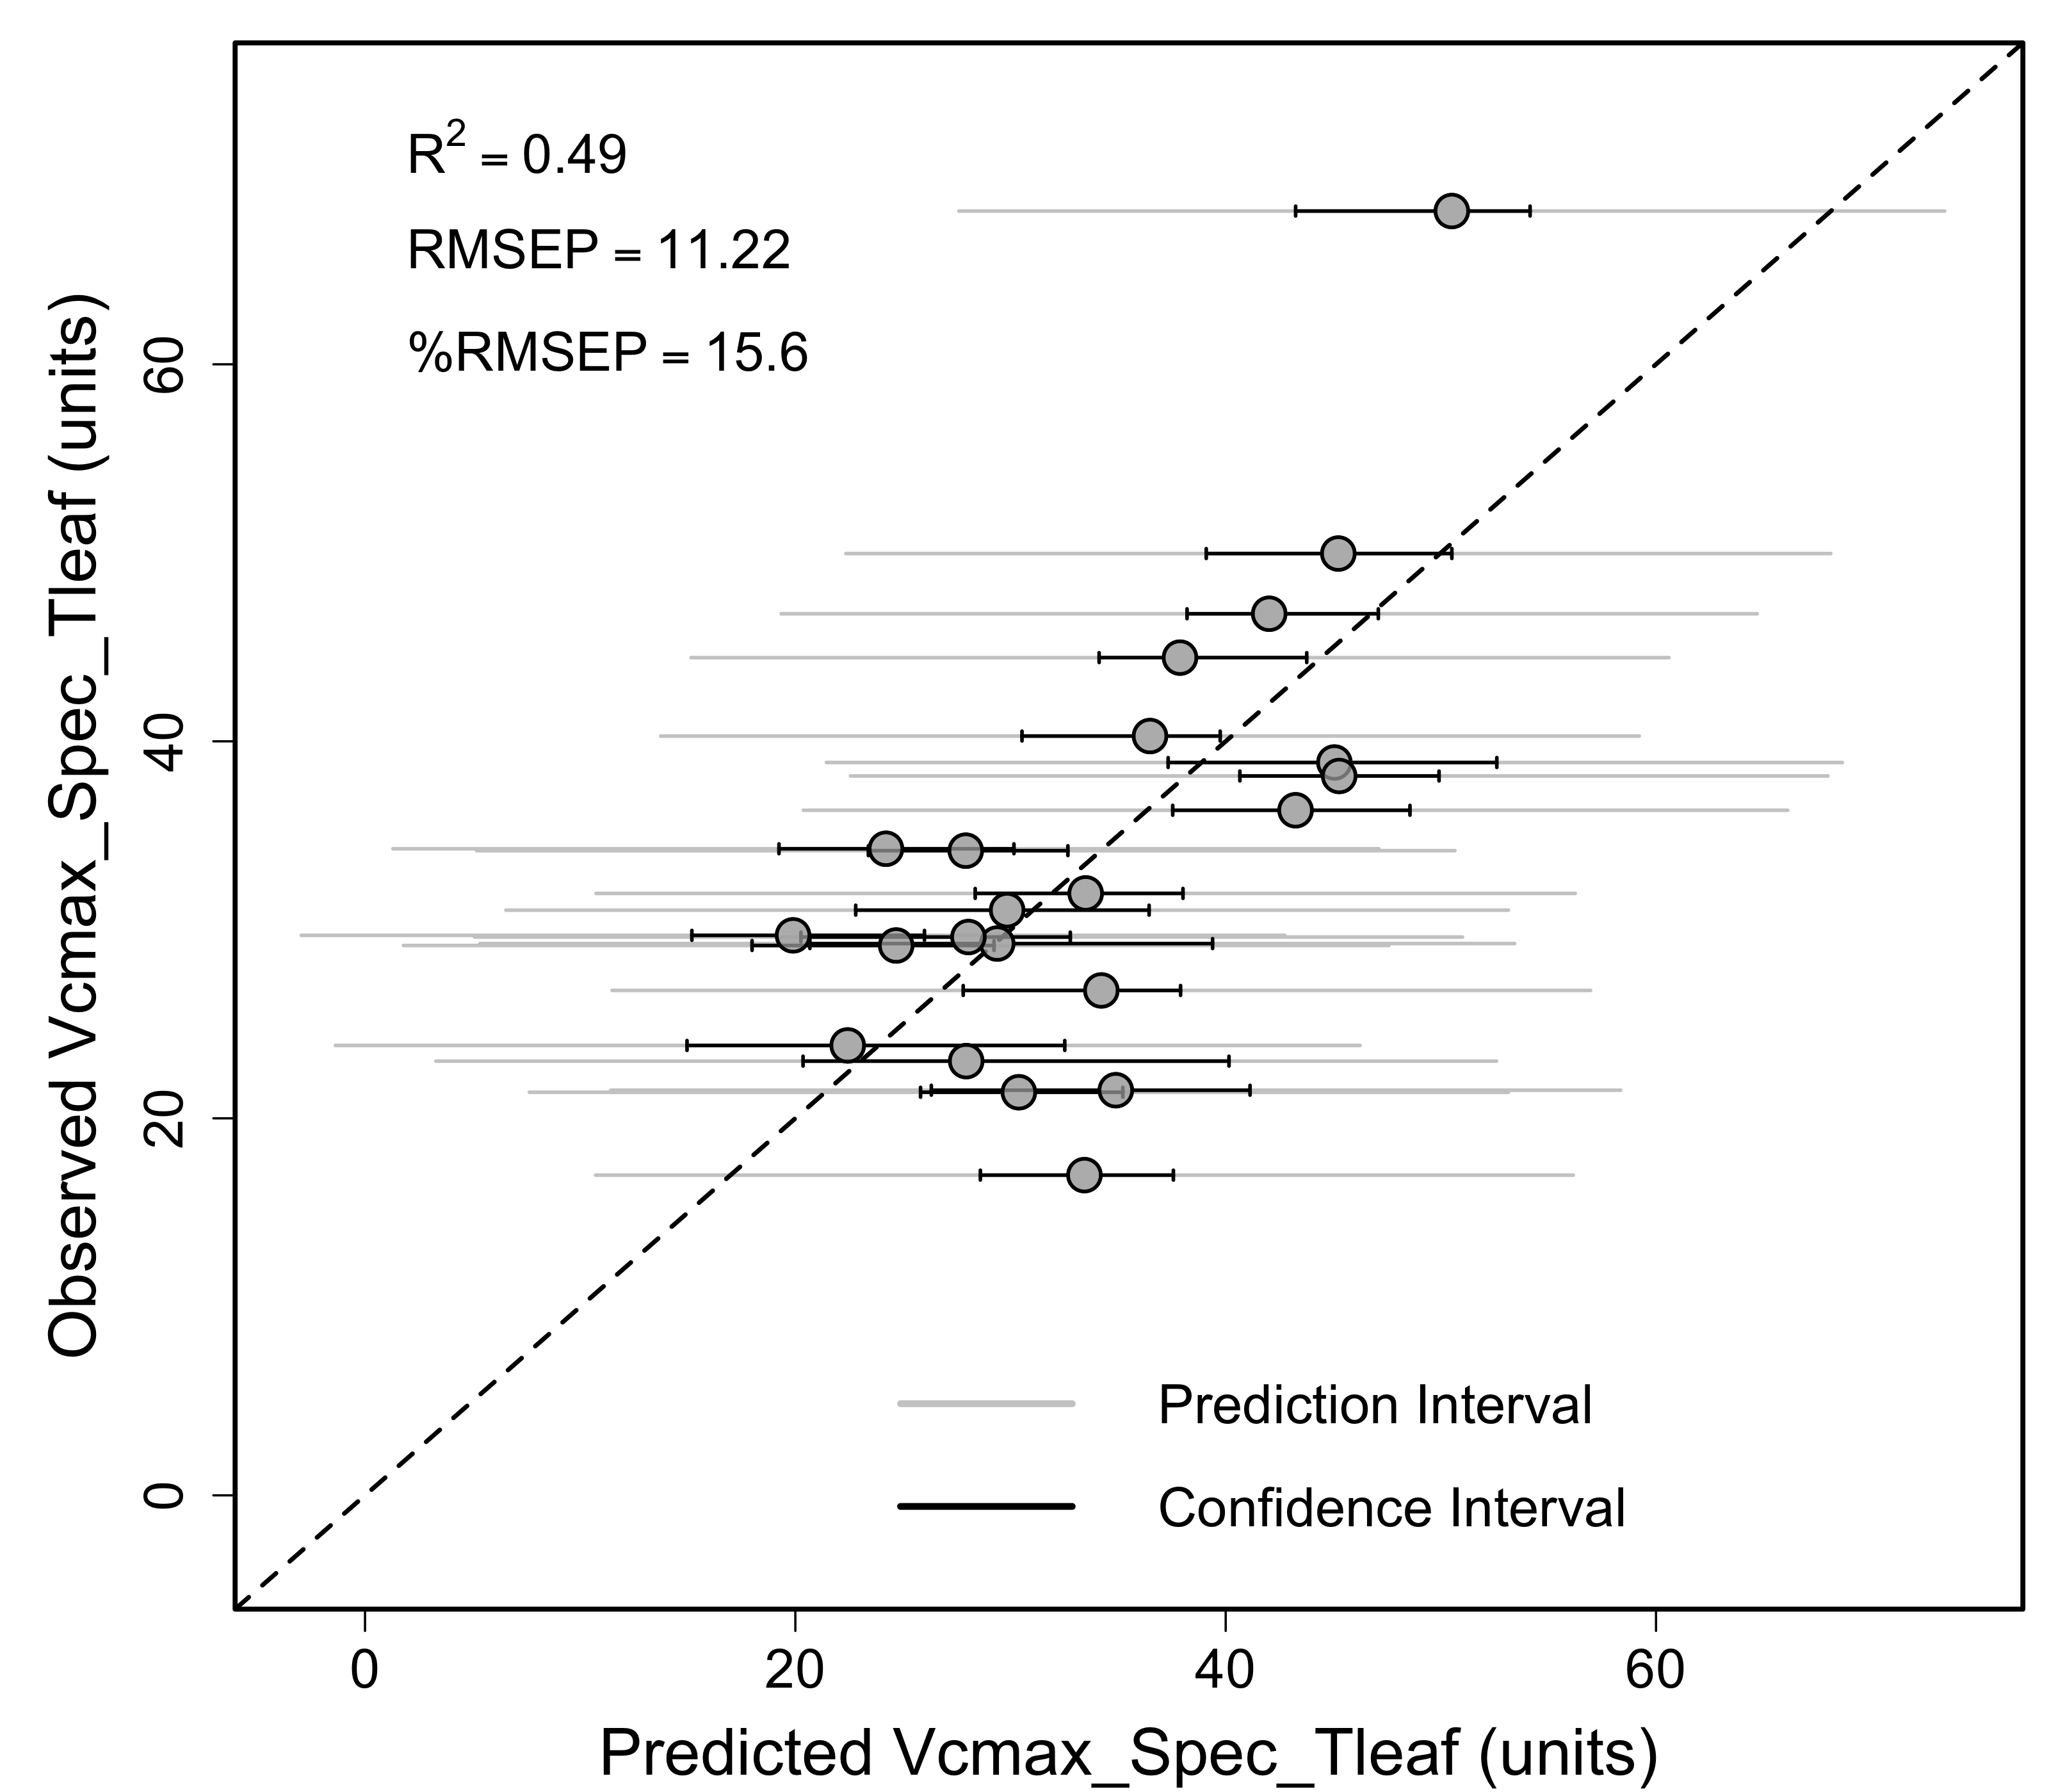 R2 = 0.49
RMSEP = 11.22
%RMSEP = 15.6
Observed Vcmax_Spec_Tleaf (units)
60
40
20
0
Prediction Interval
Confidence Interval
0 20 40 60
Predicted Vcmax_Spec_Tleaf (units)